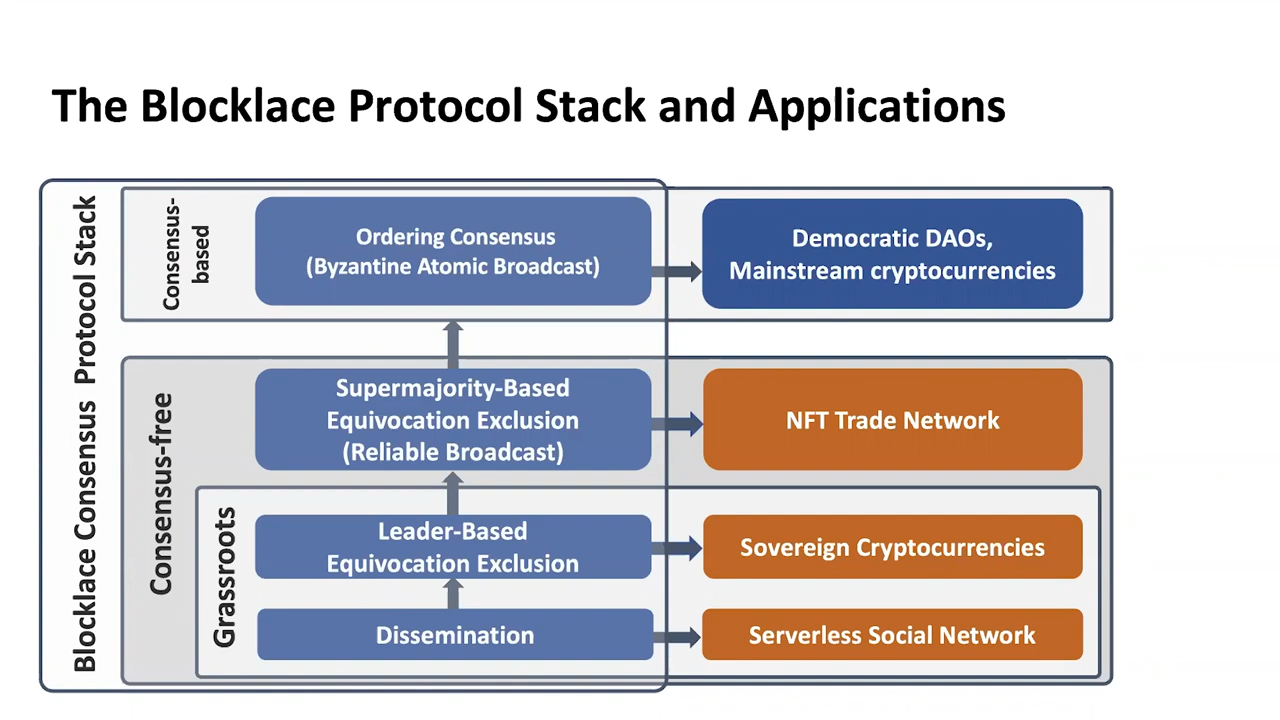 The Blocklace Protocol Stack and Applications
Blocklace Consensus Protocol Stack
Consensus-
based
Ordering Consensus
(Byzantine Atomic Broadcast)
Democratic DAOs,
Mainstream cryptocurrencies
Consensus-free
Supermajority-Based
Equivocation Exclusion
(Reliable Broadcast)
NFT Trade Network
Grassroots
Leader-Based
Equivocation Exclusion
Sovereign Cryptocurrencies
Dissemination
Serverless Social Network